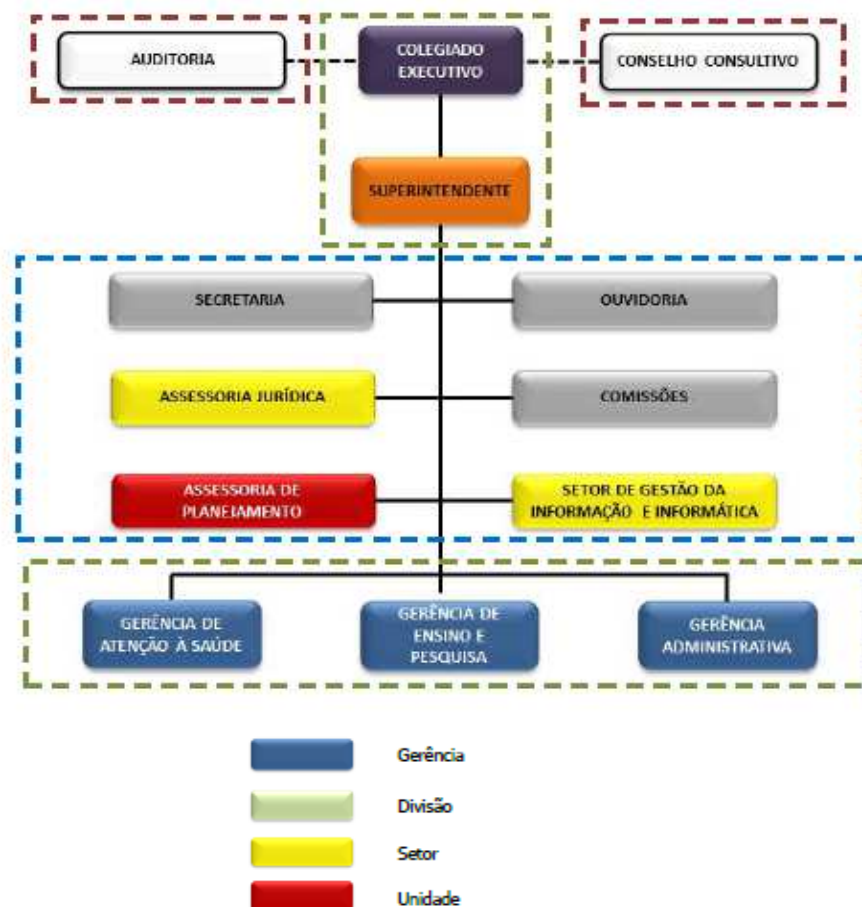 AUDITORIA
COLEGIADO
EXECUTIVO
CONSELHO CONSULTIVO
SUPERINTENDENTE
SECRETARIA
OUVIDORIA
ASSESSORIA JURÍDICA
COMISSÕES
ASSESSORIA DE
PLANEJAMENTO
SETOR DE GESTÃO DA
INFORMAÇÃO E INFORMÁTICA
GERÊNCIA DE
ATENÇÃO À SAÚDE
GERÊNCIA DE
ENSINO E
PESQUISA
GERÊNCIA
ADMINISTRATIVA
Gerência
Divisão
Setor
Unidade